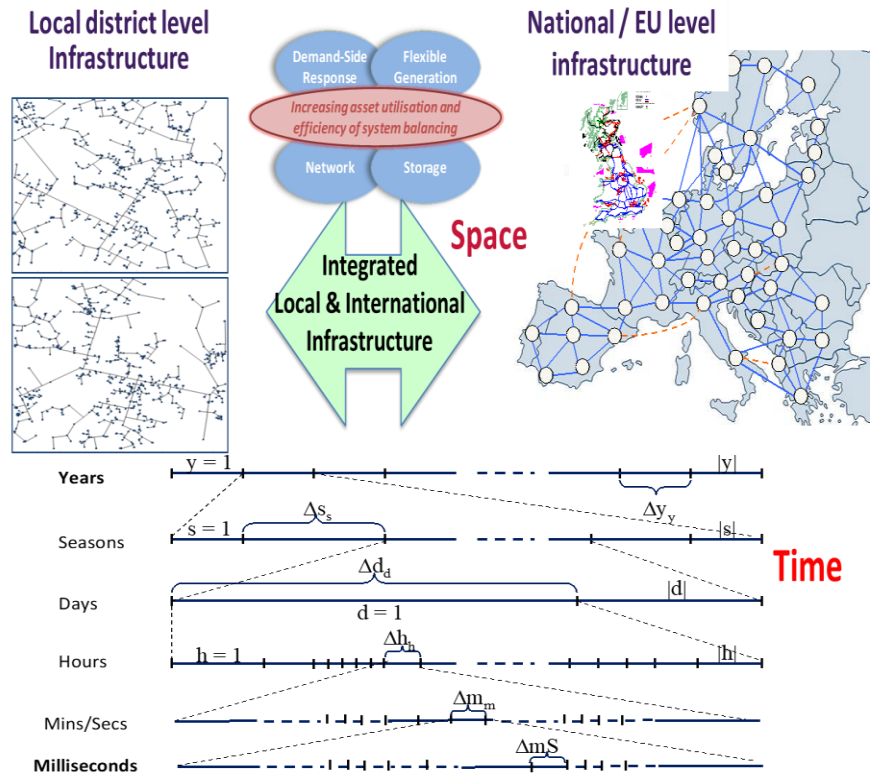 Local district level
Infrastructure
Demand-Side
Response
Flexible
Generation
Increasing asset utilisation and
efficiency of system balancing
Network
Storage
National / EU level
infrastructure
Space
Integrated
Local & International
Infrastructure
Years
y = 1
|y|
Δy_y
Seasons
s = 1
Δs_s
|s|
Time
Days
Δd_d
d = 1
|d|
Hours
h = 1
Δh_h
|h|
Mins/Secs
Δm_m
Milliseconds
ΔmS